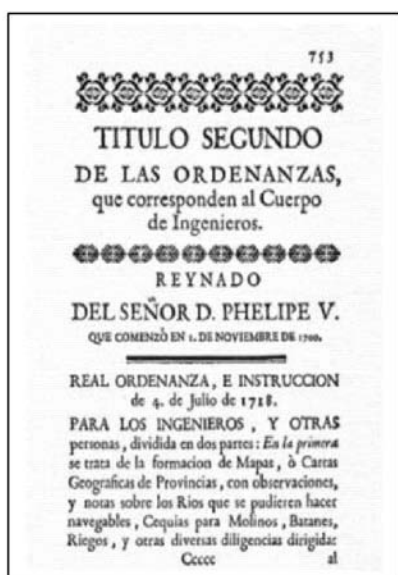 753
TITULO SEGUNDO
DE LAS ORDENANZAS,
que corresponden al Cuerpo
de Ingenieros.
REYNADO
DEL SEÑOR D. PHELIPE V.
QUE COMENZÒ EN 1. DE NOVIEMBRE DE 1700.
REAL ORDENANZA, E INSTRUCCION
de 4. de Julio de 1718.
PARA LOS INGENIEROS, Y OTRAS
personas, dividida en dos partes: En la primera
se trata de la formacion de Mapas, ò Cartas
Geograficas de Provincias, con observaciones,
y notas sobre los Rios que se pudieren hacer
navegables, Cequias para Molinos, Batanes,
Riegos, y otras diversas diligencias dirigidas
Ccccc al